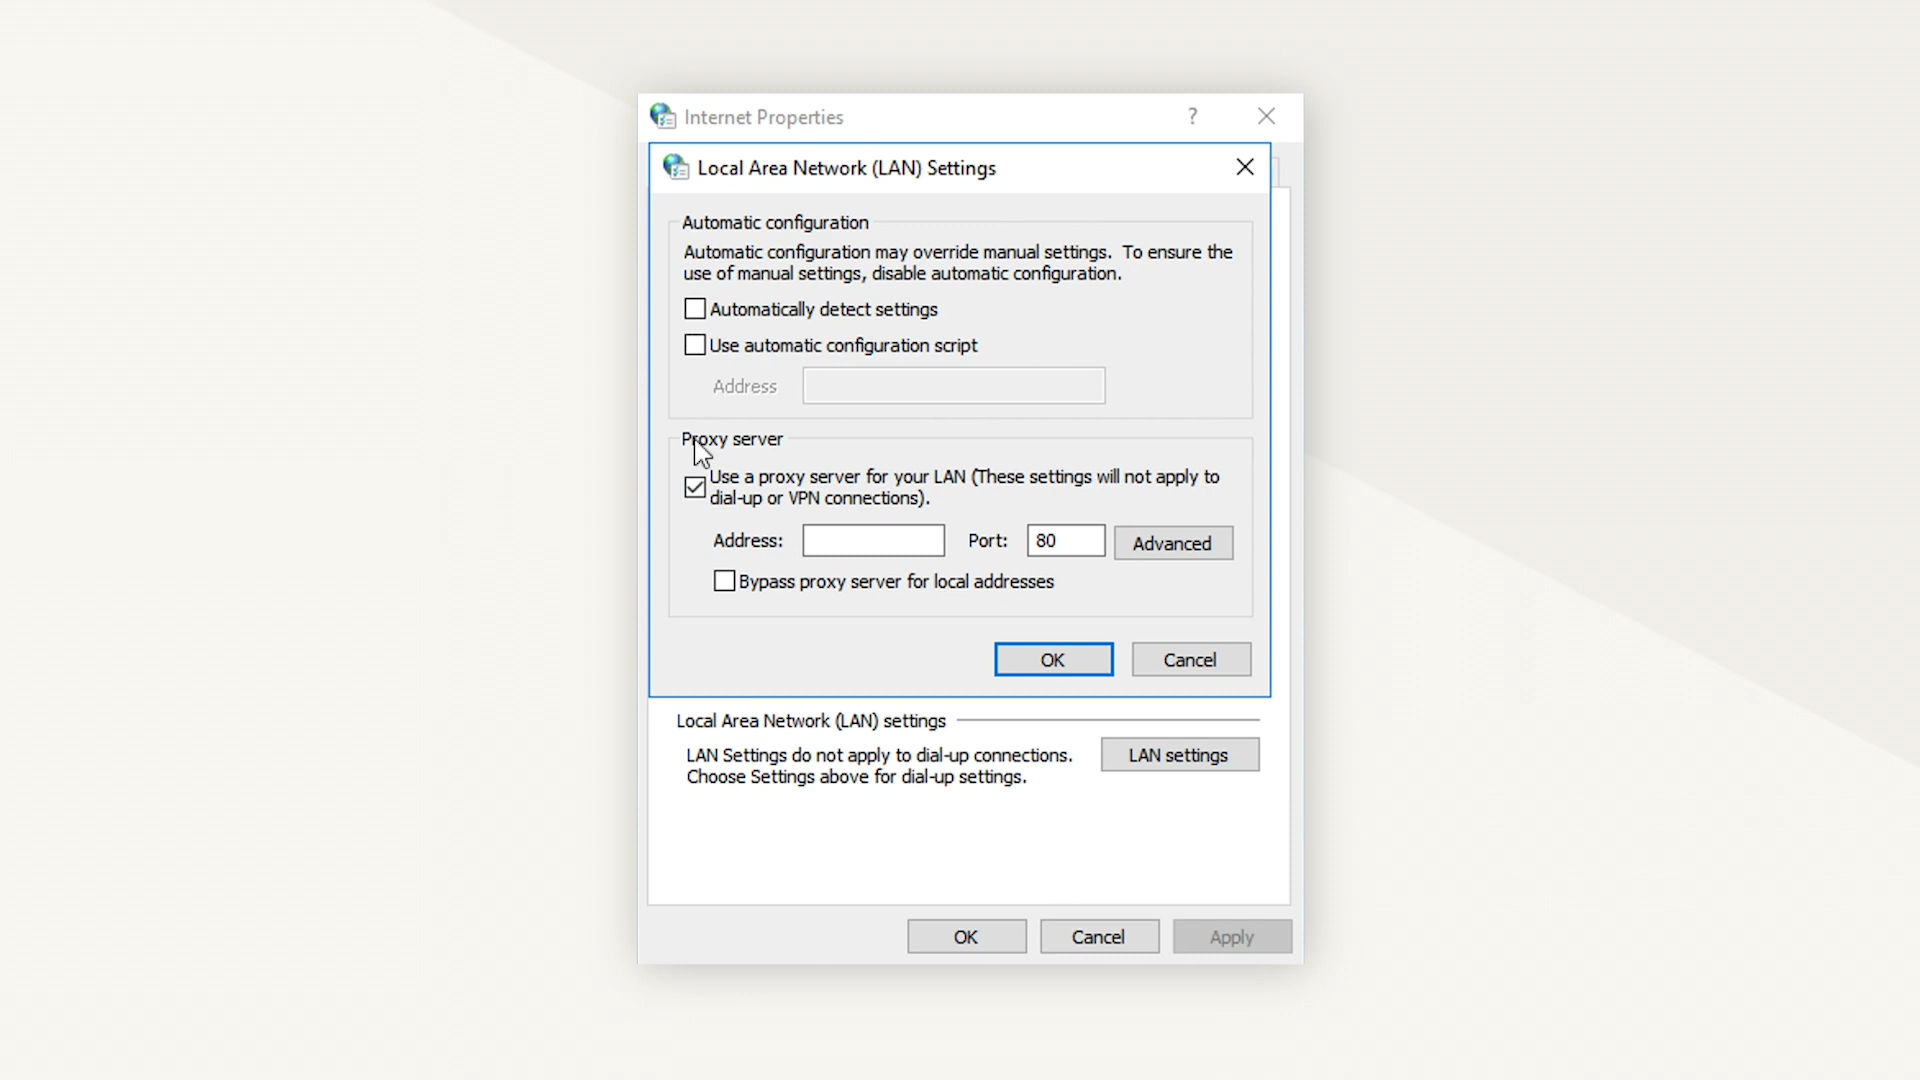 Internet Properties
?
Local Area Network (LAN) Settings
Automatic configuration
Automatic configuration may override manual settings. To ensure the
use of manual settings, disable automatic configuration.
Automatically detect settings
Use automatic configuration script
Address
Proxy server
Use a proxy server for your LAN (These settings will not apply to
dial-up or VPN connections).
Address: Port: 80 Advanced
Bypass proxy server for local addresses
OK Cancel
Local Area Network (LAN) settings
LAN Settings do not apply to dial-up connections.
Choose Settings above for dial-up settings.
LAN settings
OK Cancel Apply